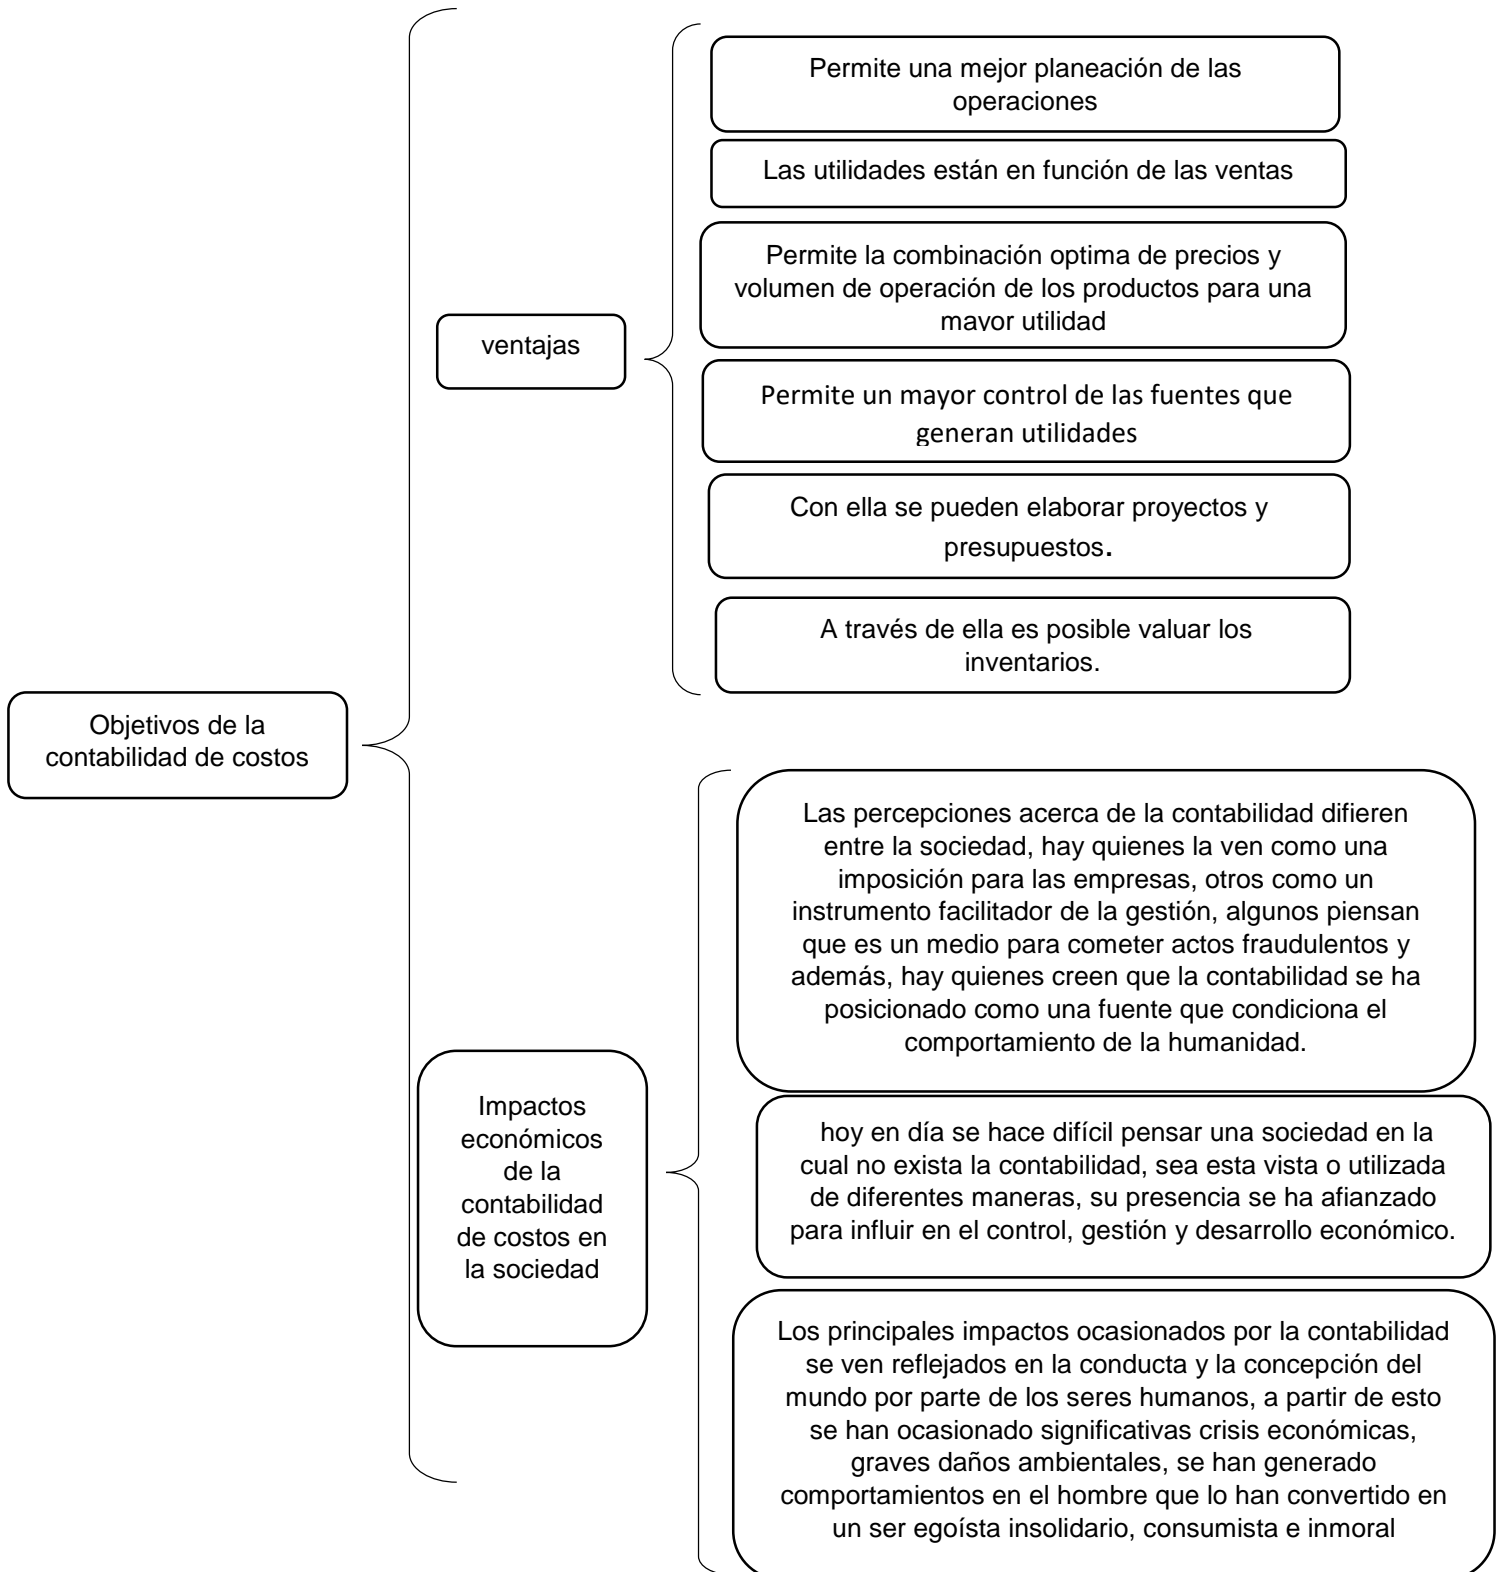 Permite una mejor planeación de las
operaciones
Las utilidades están en función de las ventas
Permite la combinación optima de precios y
volumen de operación de los productos para una
mayor utilidad
ventajas
Permite un mayor control de las fuentes que
generan utilidades
Con ella se pueden elaborar proyectos y
presupuestos.
A través de ella es posible valuar los
inventarios.
Objetivos de la
contabilidad de costos
Las percepciones acerca de la contabilidad difieren
entre la sociedad, hay quienes la ven como una
imposición para las empresas, otros como un
instrumento facilitador de la gestión, algunos piensan
que es un medio para cometer actos fraudulentos y
además, hay quienes creen que la contabilidad se ha
posicionado como una fuente que condiciona el
comportamiento de la humanidad.
Impactos
económicos
de la
contabilidad
de costos en
la sociedad
hoy en día se hace difícil pensar una sociedad en la
cual no exista la contabilidad, sea esta vista o utilizada
de diferentes maneras, su presencia se ha afianzado
para influir en el control, gestión y desarrollo económico.
Los principales impactos ocasionados por la contabilidad
se ven reflejados en la conducta y la concepción del
mundo por parte de los seres humanos, a partir de esto
se han ocasionado significativas crisis económicas,
graves daños ambientales, se han generado
comportamientos en el hombre que lo han convertido en
un ser egoísta insolidario, consumista e inmoral